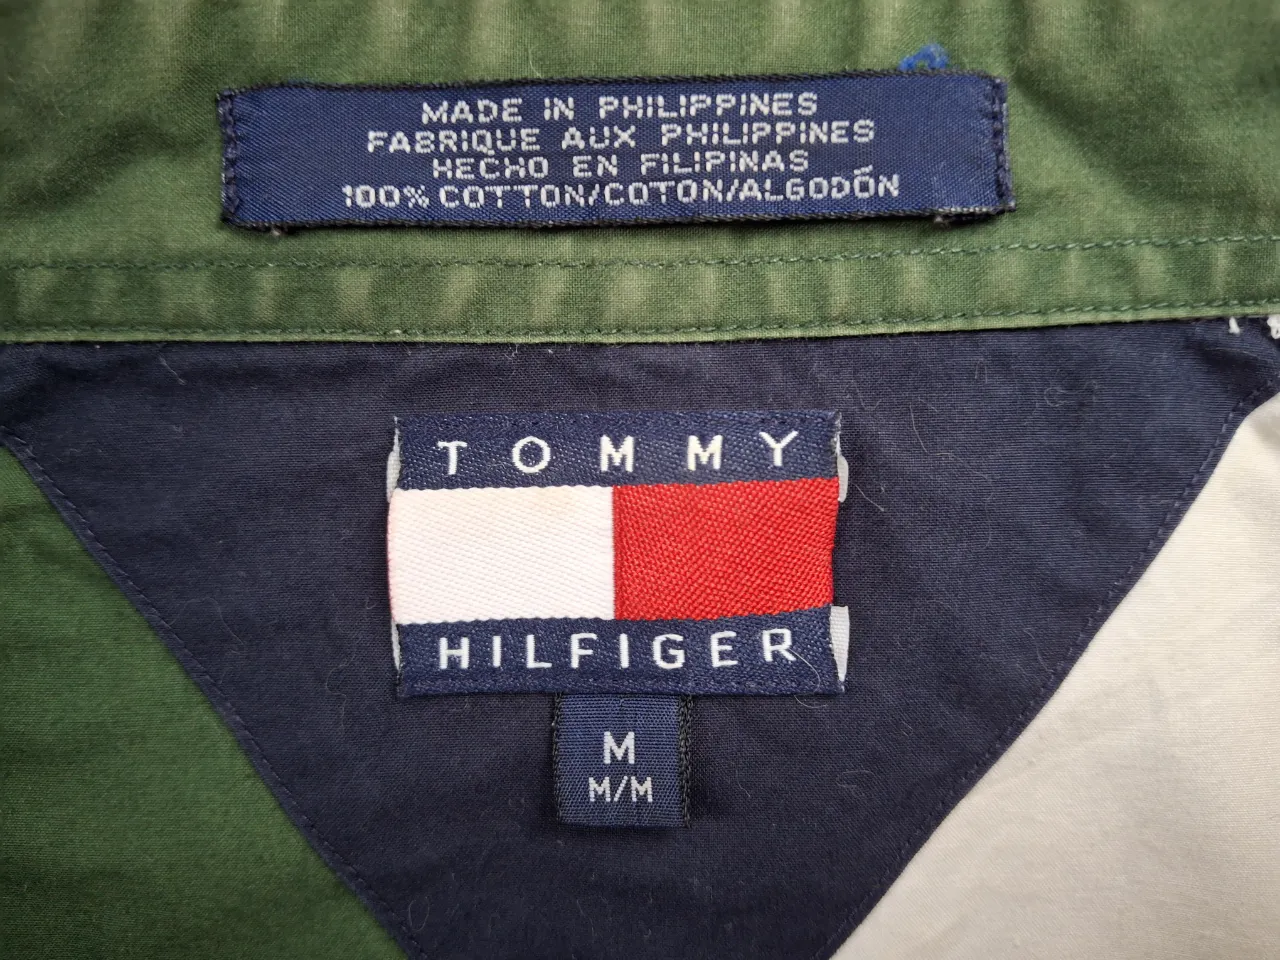 MADE IN PHILIPPINES
FABRIQUE AUX PHILIPPINES
HECHO EN FILIPINAS
100% COTTON/COTON/ALGODÓN
TOMMY
HILFIGER
M
M/M